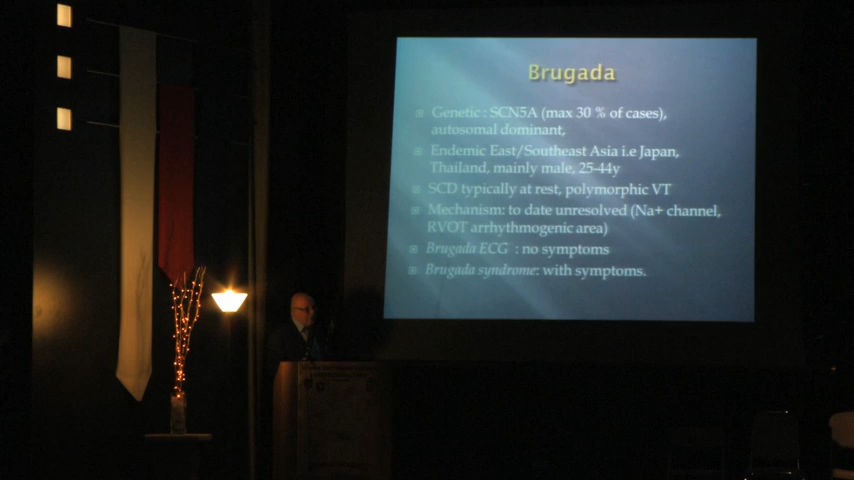 Brugada
Genetic : SCN5A (max 30 % of cases),
autosomal dominant,
Endemic East/Southeast Asia i.e Japan,
Thailand, mainly male, 25-44y
SCD typically at rest, polymorphic VT
Mechanism: to date unresolved (Na+ channel,
RVOT arrhythmogenic area)
Brugada ECG : no symptoms
Brugada syndrome: with symptoms.